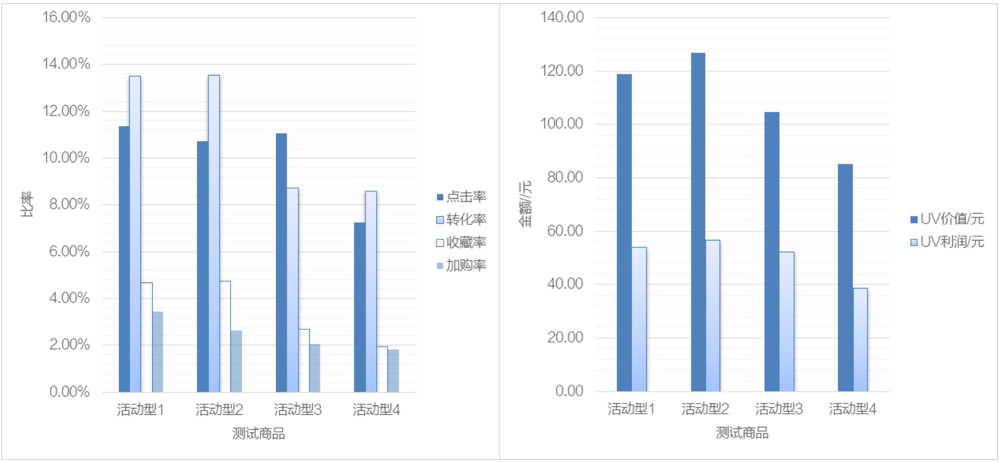 16.00%
14.00%
12.00%
10.00%
8.00%
6.00%
4.00%
2.00%
0.00%
比率
活动型1 活动型2 活动型3 活动型4
测试商品
点击率
转化率
收藏率
加购率
140.00
120.00
100.00
80.00
60.00
40.00
20.00
0.00
金额//元
活动型1 活动型2 活动型3 活动型4
测试商品
UV价值/元
UV利润/元